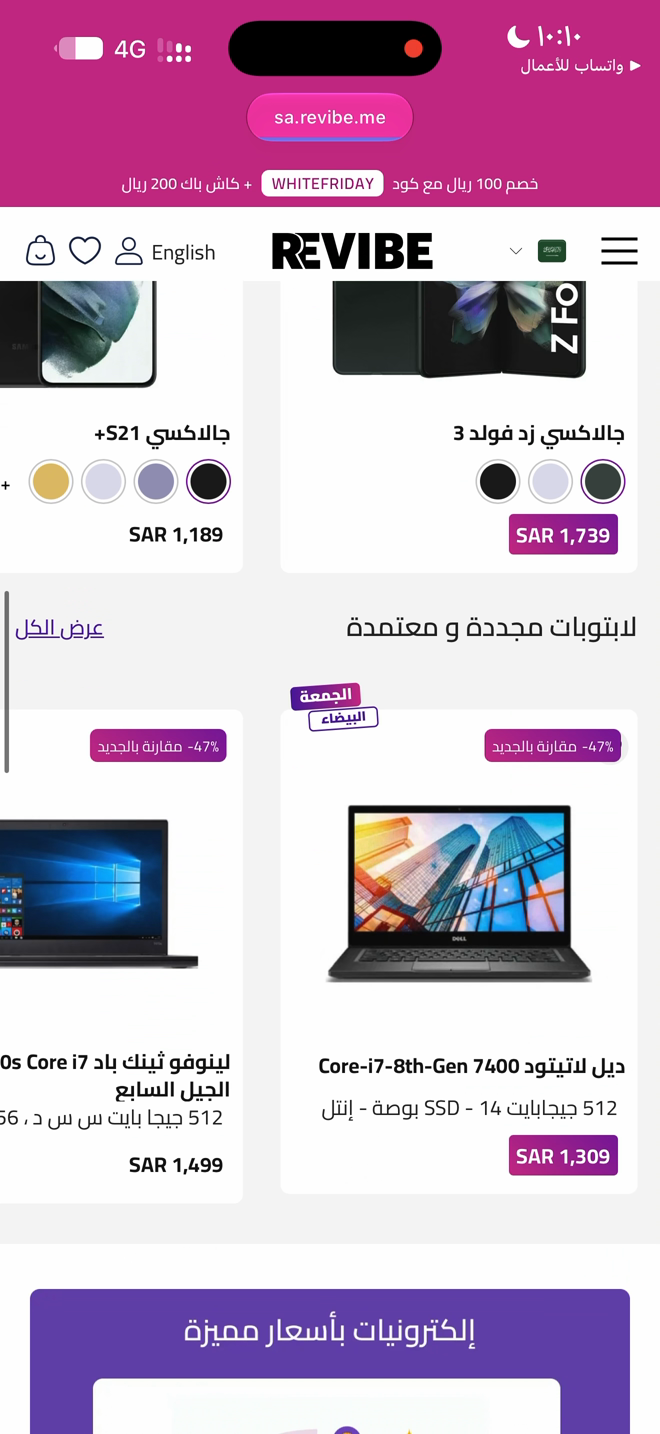 ١٠:١٠
4G
◀ واتساب للأعمال
sa.revibe.me
خصم 100 ريال مع كود WHITEFRIDAY + كاش باك 200 ريال
REVIBE
English
Z FO
جالاكسي زد فولد 3
SAR 1,739
جالاكسي S21+
+
SAR 1,189
لابتوبات مجددة و معتمدة
عرض الكل
الجمعة
البيضاء
-47% مقارنة بالجديد
DELL
ديل لاتيتود 7400 Core-i7-8th-Gen
512 جيجابايت SSD - 14 بوصة - إنتل
SAR 1,309
-47% مقارنة بالجديد
لينوفو ثينك باد 0s Core i7
الجيل السابع
512 جيجا بايت س س د ، 56
SAR 1,499
إلكترونيات بأسعار مميزة